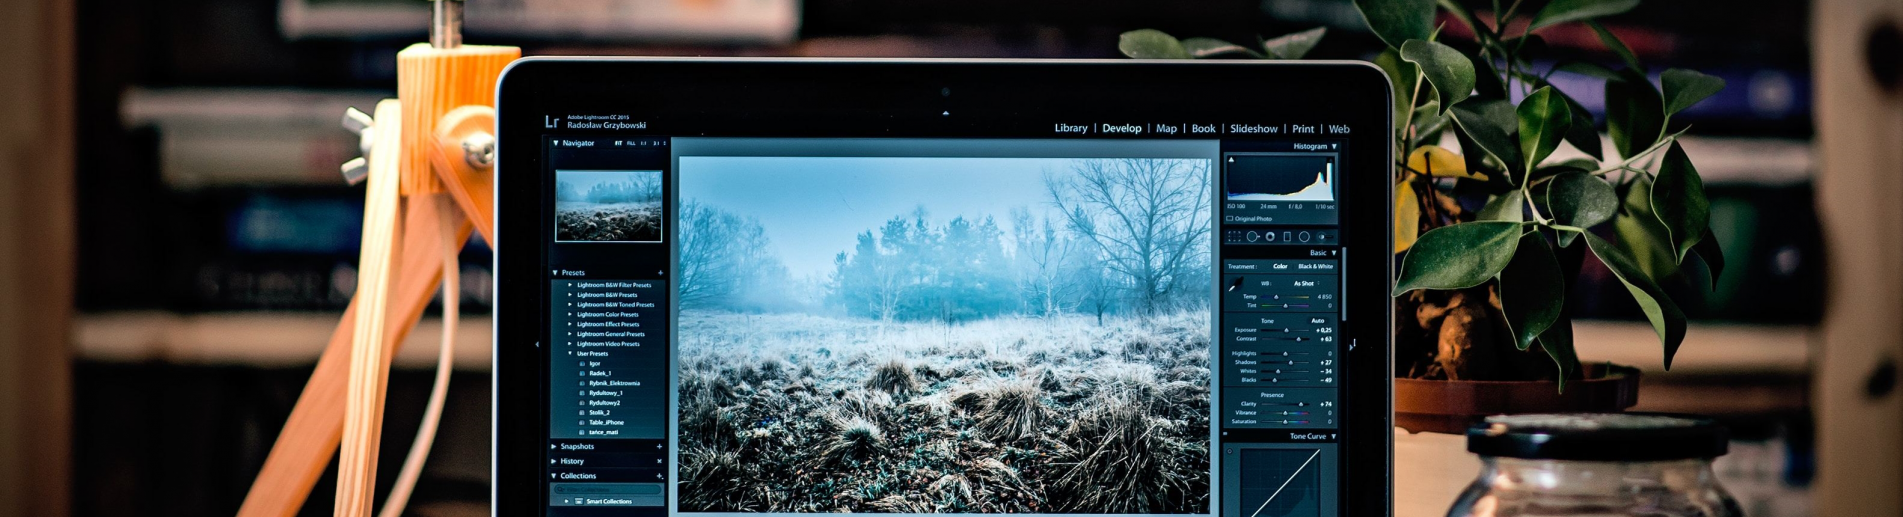 Lr Adobe Lightroom CC 2015
Radosław Grzybowski
Library | Develop | Map | Book | Slideshow | Print | Web
Navigator FIT FILL 1:1 3:1
Presets +
Lightroom B&W Filter Presets
Lightroom B&W Presets
Lightroom B&W Toned Presets
Lightroom Color Presets
Lightroom Effect Presets
Lightroom General Presets
Lightroom Video Presets
User Presets
Igor
Radek_1
Rybnik_Elektrownia
Rydultowy_1
Rydultowy2
Stolik_2
Table_iPhone
tańce_mati
Snapshots +
History ×
Collections +
Smart Collections
Histogram
ISO 100 24 mm f / 8,0 1/10 sec
Original Photo
Basic
Treatment : Color Black & White
WB : As Shot
Temp 4 850
Tint 0
Tone Auto
Exposure + 0,25
Contrast + 63
Highlights 0
Shadows + 27
Whites − 34
Blacks − 49
Presence
Clarity + 74
Vibrance 0
Saturation 0
Tone Curve